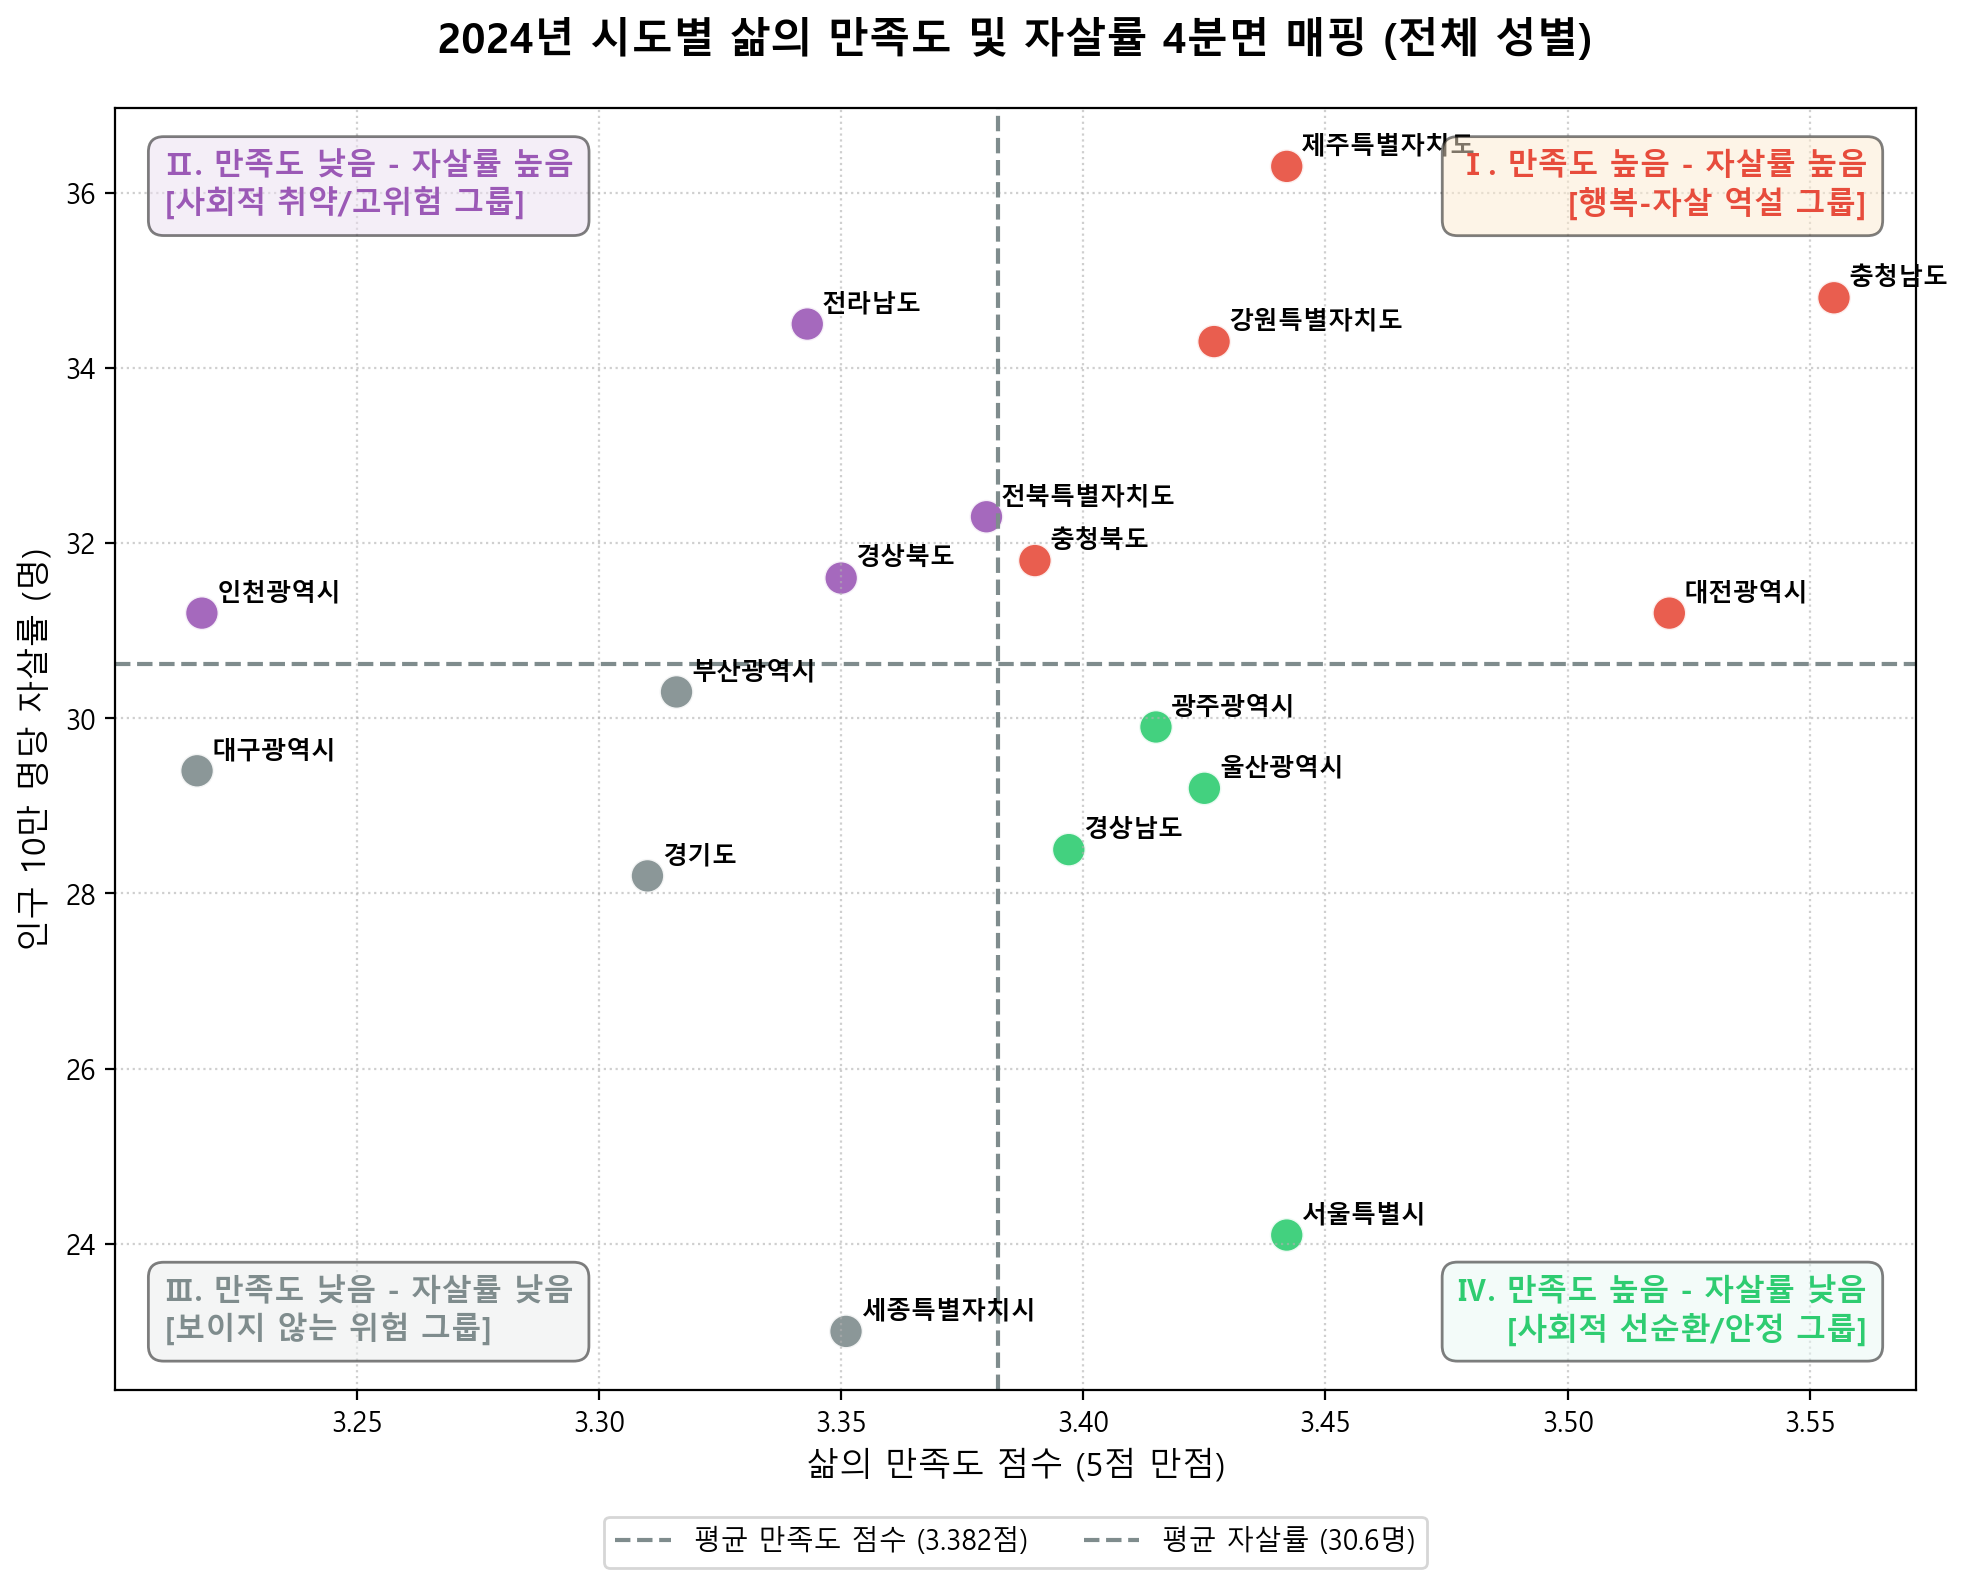 2024년 시도별 삶의 만족도 및 자살률 4분면 매핑 (전체 성별)
Ⅱ. 만족도 낮음 - 자살률 높음
[사회적 취약/고위험 그룹]
제주특별자치도
Ⅰ. 만족도 높음 - 자살률 높음
[행복-자살 역설 그룹]
36
충청남도
전라남도
강원특별자치도
34
전북특별자치도
충청북도
32
경상북도
인천광역시
대전광역시
부산광역시
광주광역시
30
대구광역시
울산광역시
경상남도
경기도
28
26
서울특별시
24
세종특별자치시
Ⅲ. 만족도 낮음 - 자살률 낮음
[보이지 않는 위험 그룹]
Ⅳ. 만족도 높음 - 자살률 낮음
[사회적 선순환/안정 그룹]
인구 10만 명당 자살률 (명)
3.25 3.30 3.35 3.40 3.45 3.50 3.55
삶의 만족도 점수 (5점 만점)
평균 만족도 점수 (3.382점) 평균 자살률 (30.6명)